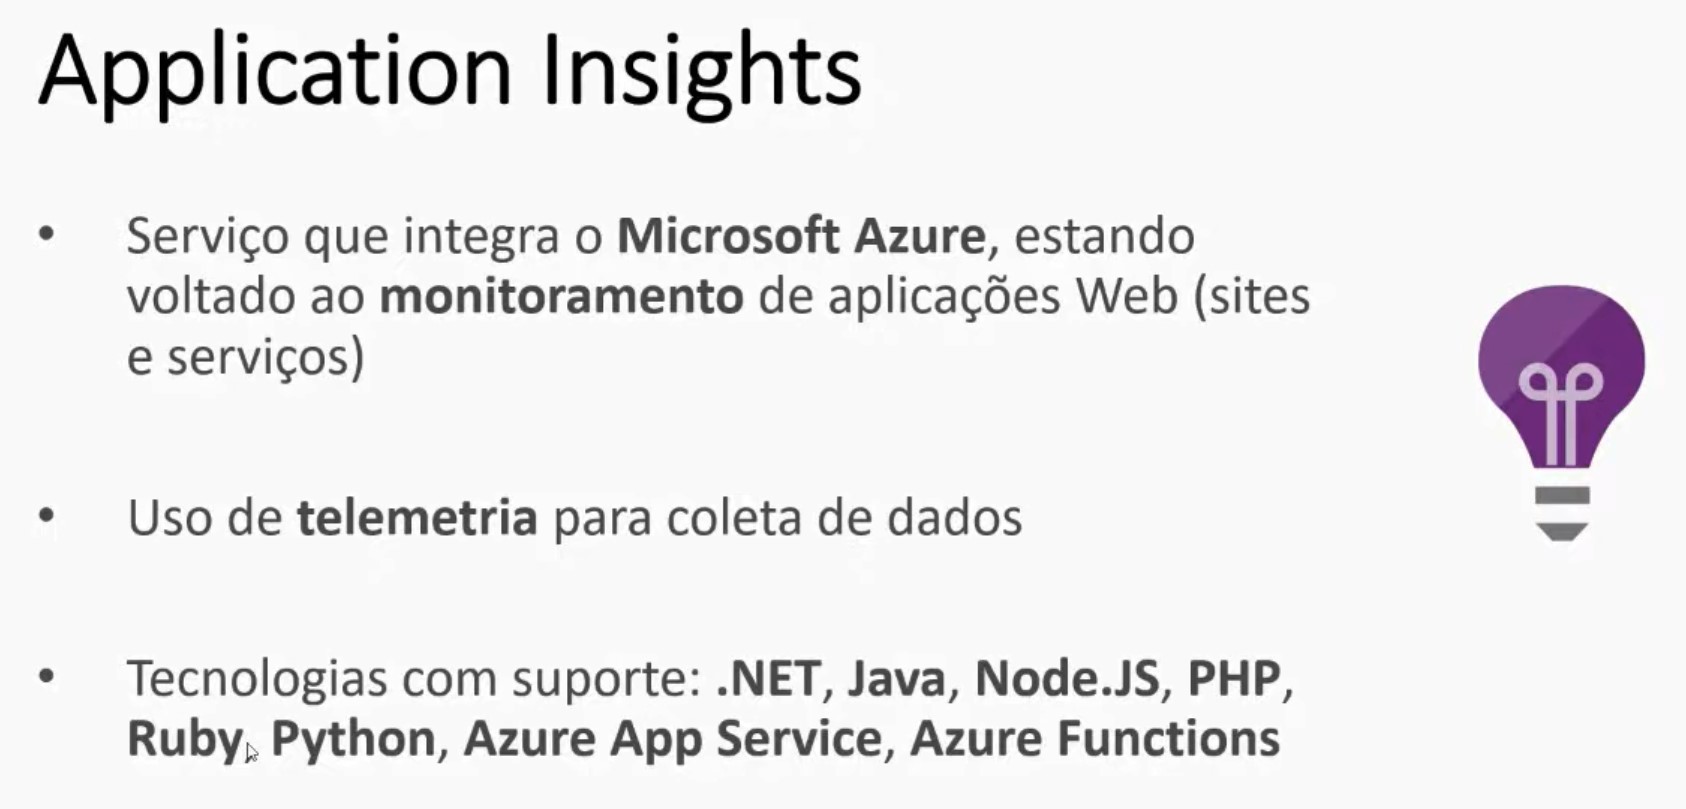 Application Insights
• Serviço que integra o Microsoft Azure, estando
voltado ao monitoramento de aplicações Web (sites
e serviços)
• Uso de telemetria para coleta de dados
• Tecnologias com suporte: .NET, Java, Node.JS, PHP,
Ruby, Python, Azure App Service, Azure Functions